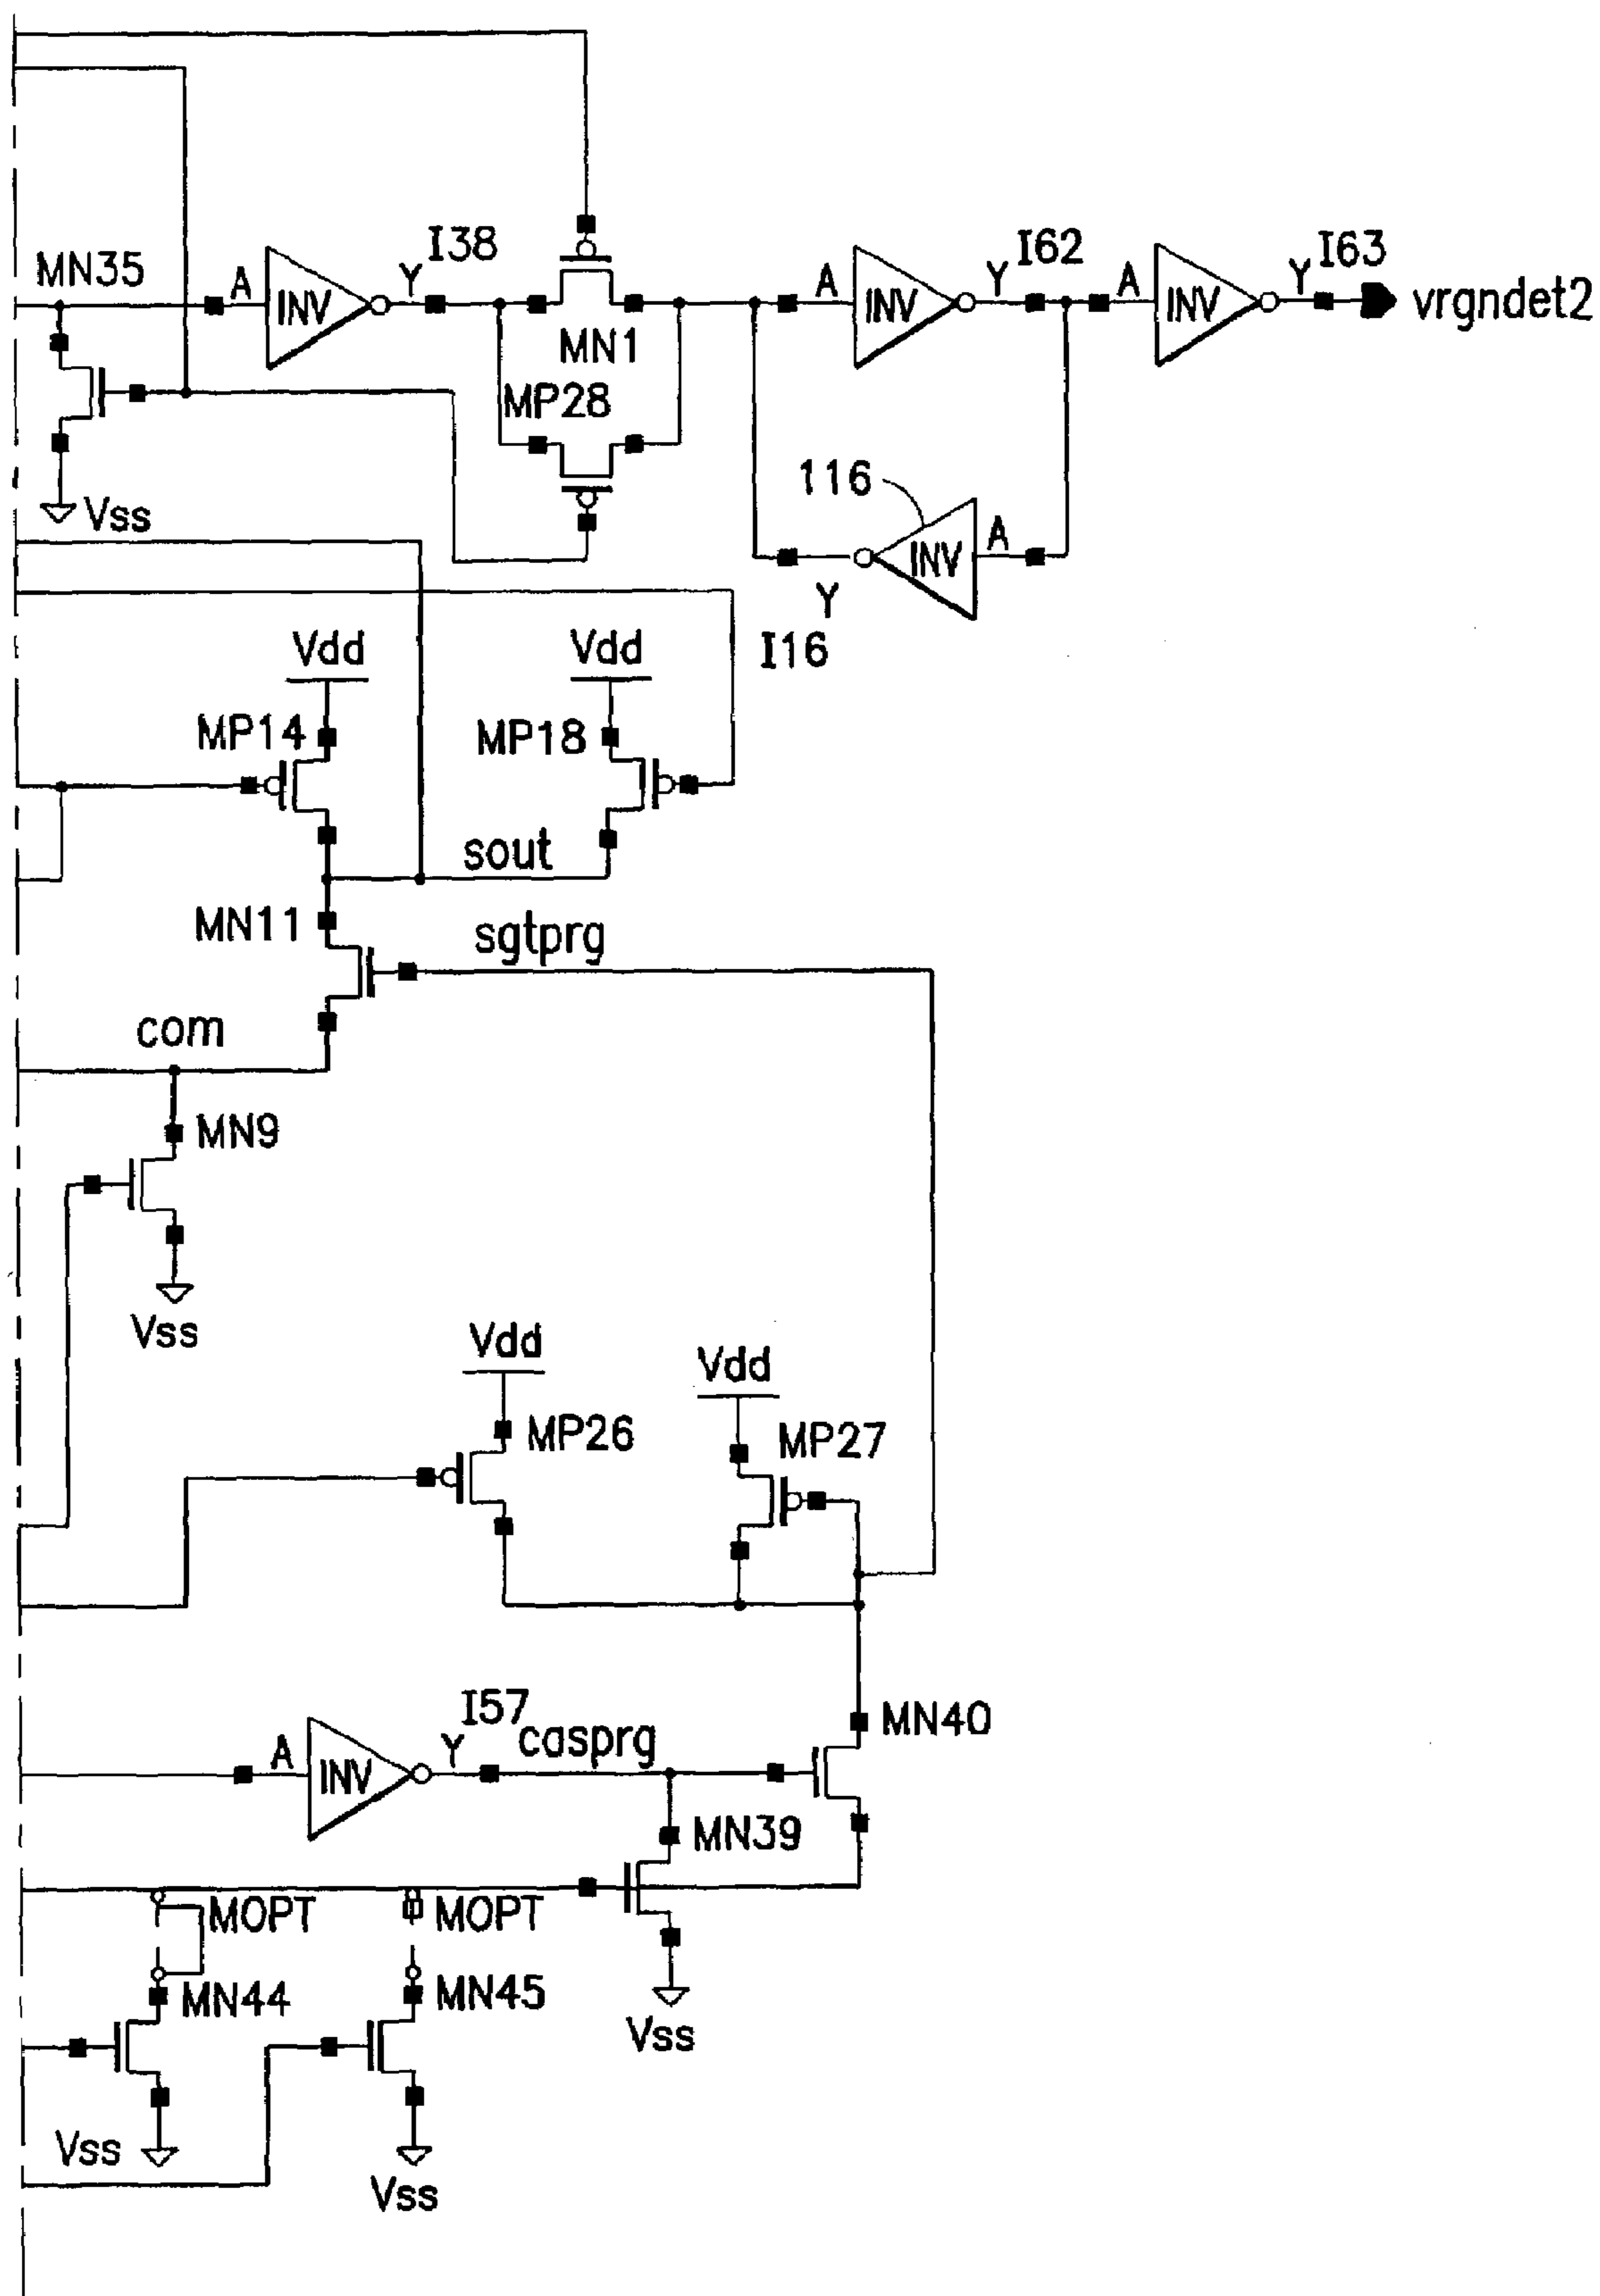 MN35
A
INV
Y
I38
MN1
MP28
A
INV
Y
I62
A
INV
Y
I63
vrgndet2
Vss
116
INV
A
Y
I16
Vdd
Vdd
MP14
MP18
sout
MN11
sgtprg
com
MN9
Vss
Vdd
Vdd
MP26
MP27
A
INV
Y
I57
casprg
MN40
MN39
MOPT
MOPT
MN44
MN45
Vss
Vss
Vss